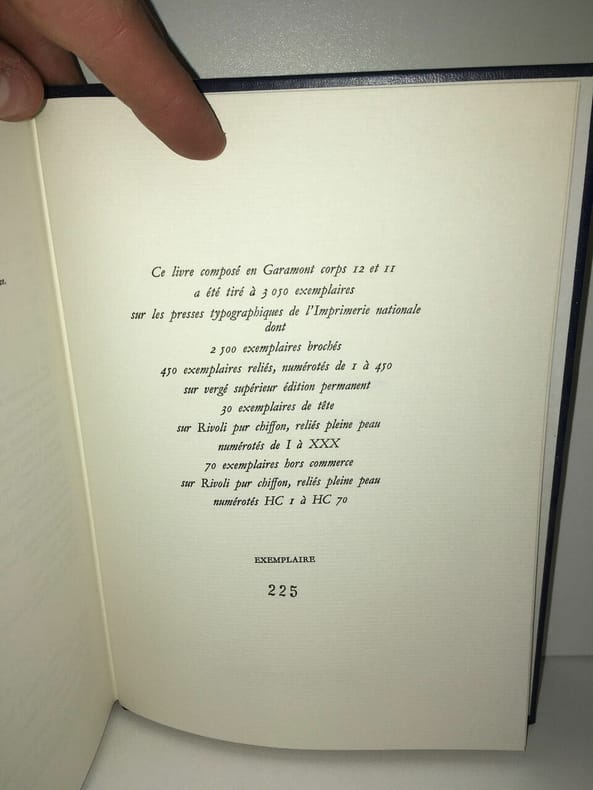 Ce livre composé en Garamont corps 12 et 11
a été tiré à 3 050 exemplaires
sur les presses typographiques de l'Imprimerie nationale
dont
2 500 exemplaires brochés
450 exemplaires reliés, numérotés de 1 à 450
sur vergé supérieur édition permanent
30 exemplaires de tête
sur Rivoli pur chiffon, reliés pleine peau
numérotés de I à XXX
70 exemplaires hors commerce
sur Rivoli pur chiffon, reliés pleine peau
numérotés HC 1 à HC 70
EXEMPLAIRE
225